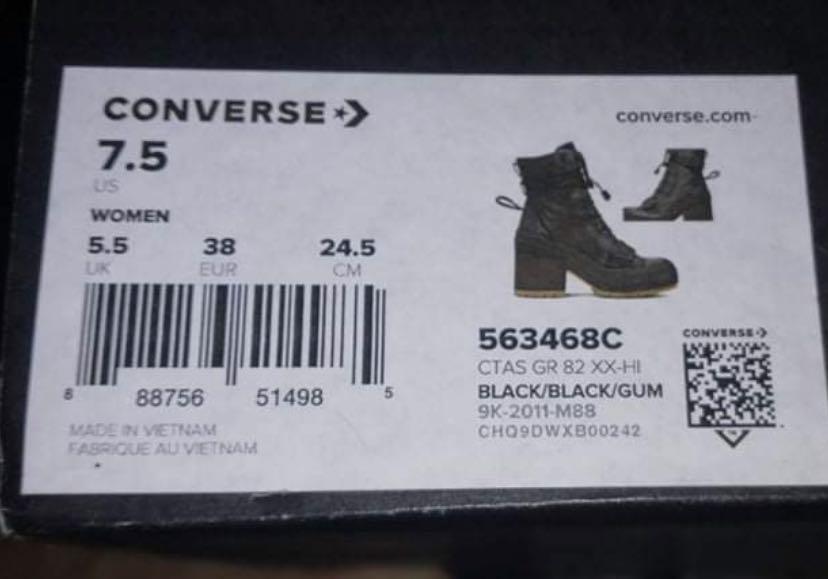 CONVERSE
converse.com
7.5
US
WOMEN
5.5 38 24.5
UK EUR CM
8 88756 51498 5
MADE IN VIETNAM
FABRIQUE AU VIETNAM
563468C
CTAS GR 82 XX-HI
BLACK/BLACK/GUM
9K-2011-M88
CHQ9DWXB00242
CONVERSE